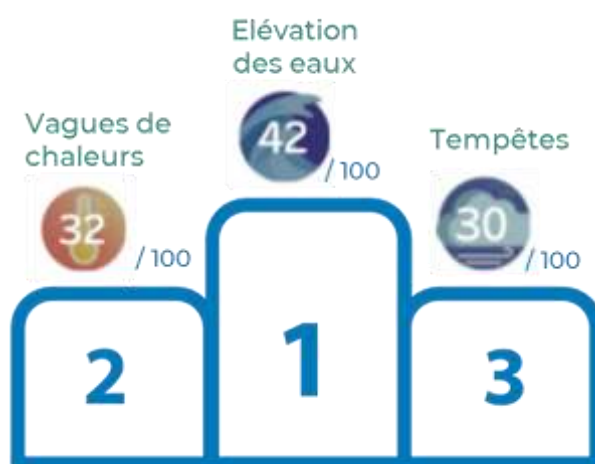 Elévation
des eaux
42
/ 100
Vagues de
chaleurs
32
/ 100
Tempêtes
30
/ 100
2
1
3